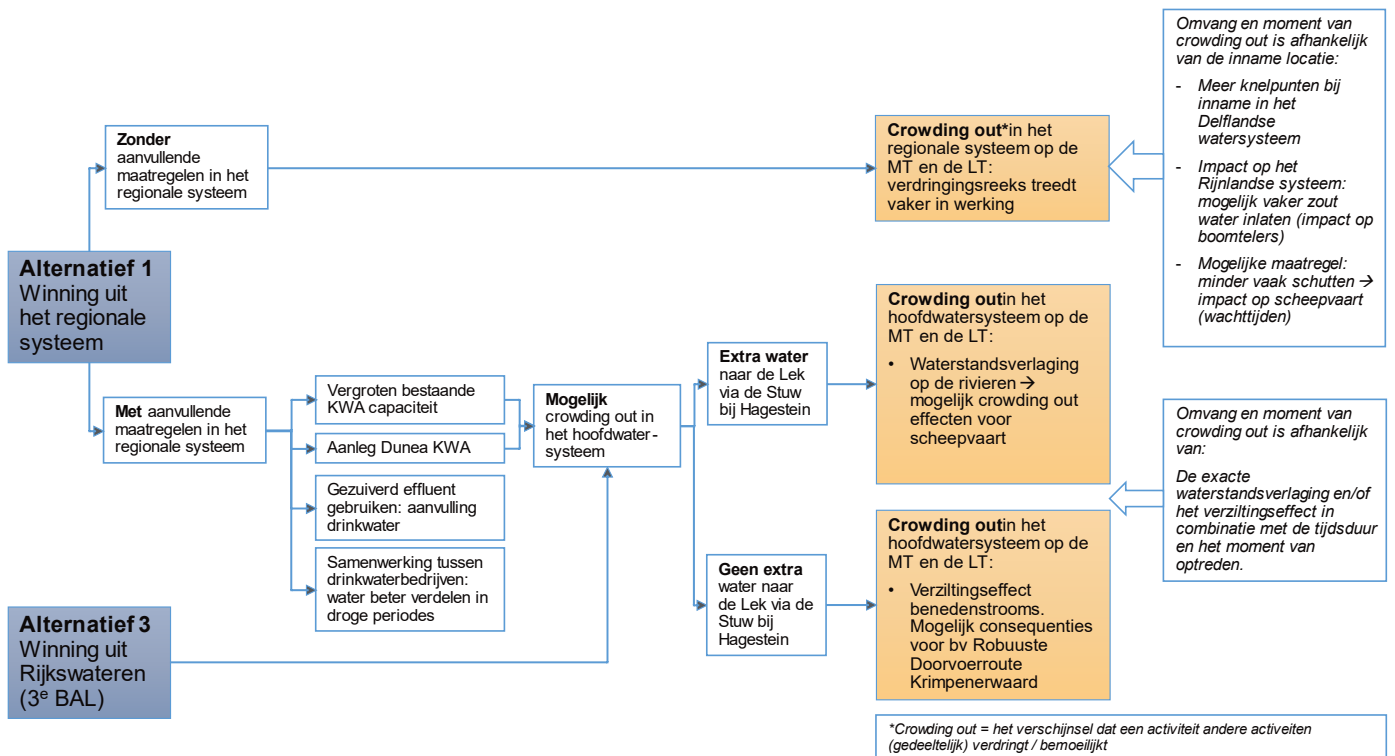 Alternatief 1
Winning uit
het regionale
systeem
Zonder
aanvullende
maatregelen in het
regionale systeem
Crowding out*in het
regionale systeem op de
MT en de LT:
verdringingsreeks treedt
vaker in werking
Omvang en moment van
crowding out is afhankelijk
van de inname locatie:
- Meer knelpunten bij
inname in het
Delflandse
watersysteem
- Impact op het
Rijnlandse systeem:
mogelijk vaker zout
water inlaten (impact op
boomtelers)
- Mogelijke maatregel:
minder vaak schutten →
impact op scheepvaart
(wachttijden)
Met aanvullende
maatregelen in het
regionale systeem
Vergroten bestaande
KWA capaciteit
Aanleg Dunea KWA
Gezuiverd effluent
gebruiken: aanvulling
drinkwater
Samenwerking tussen
drinkwaterbedrijven:
water beter verdelen in
droge periodes
Mogelijk
crowding out in
het hoofdwater-
systeem
Extra water
naar de Lek
via de Stuw
bij Hagestein
Crowding outin het
hoofdwatersysteem op de
MT en de LT:
• Waterstandsverlaging
op de rivieren →
mogelijk crowding out
effecten voor
scheepvaart
Geen extra
water naar
de Lek via de
Stuw bij
Hagestein
Crowding outin het
hoofdwatersysteem op de
MT en de LT:
• Verziltingseffect
benedenstrooms.
Mogelijk consequenties
voor bv Robuuste
Doorvoerroute
Krimpenerwaard
Omvang en moment van
crowding out is afhankelijk
van:
De exacte
waterstandsverlaging en/of
het verziltingseffect in
combinatie met de tijdsduur
en het moment van
optreden.
Alternatief 3
Winning uit
Rijkswateren
(3e BAL)
*Crowding out = het verschijnsel dat een activiteit andere activeiten
(gedeeltelijk) verdringt / bemoeilijkt